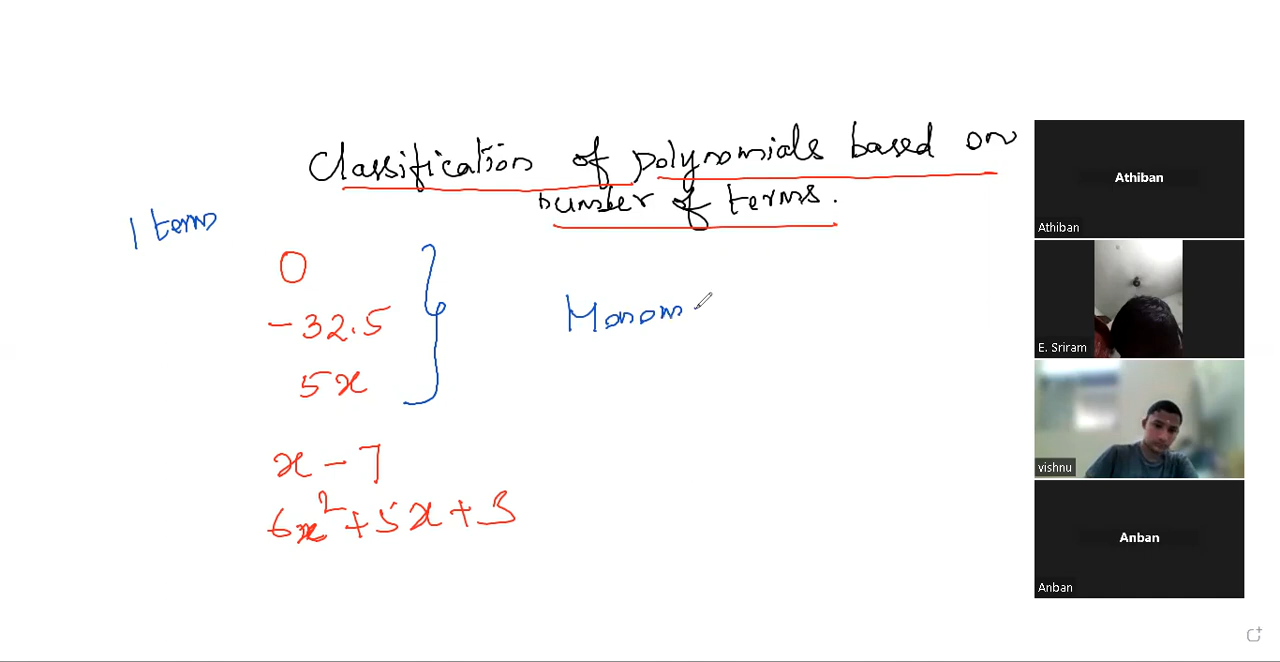 Classification of polynomials based on
number of terms.
1 term
0
-32.5
5x
Monom
x - 7
6x² + 5x + 3
Athiban
Athiban
E. Sriram
vishnu
Anban
Anban